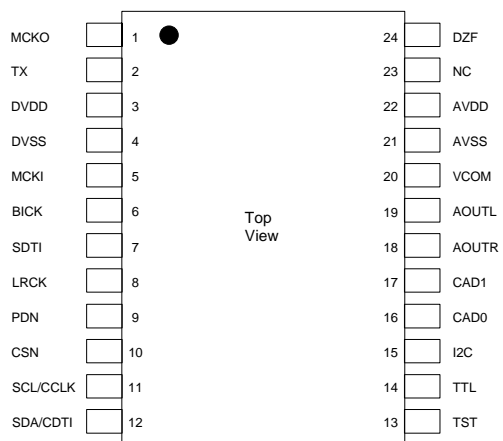 MCKO 1 24 DZF
TX 2 23 NC
DVDD 3 22 AVDD
DVSS 4 21 AVSS
MCKI 5 20 VCOM
BICK 6 19 AOUTL
Top
View
SDTI 7 18 AOUTR
LRCK 8 17 CAD1
PDN 9 16 CAD0
CSN 10 15 I2C
SCL/CCLK 11 14 TTL
SDA/CDTI 12 13 TST